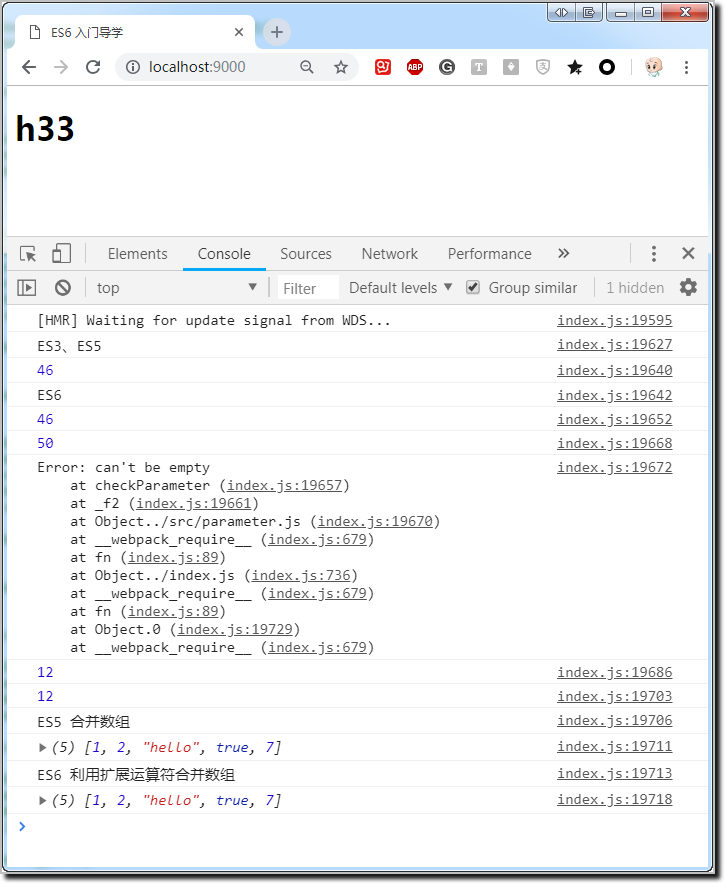 ES6 入门导学
localhost:9000
ABP
G
T
h33
Elements Console Sources Network Performance »
top Filter Default levels Group similar 1 hidden
[HMR] Waiting for update signal from WDS... index.js:19595
ES3、ES5 index.js:19627
46 index.js:19640
ES6 index.js:19642
46 index.js:19652
50 index.js:19668
Error: can't be empty index.js:19672
at checkParameter (index.js:19657)
at _f2 (index.js:19661)
at Object../src/parameter.js (index.js:19670)
at __webpack_require__ (index.js:679)
at fn (index.js:89)
at Object../index.js (index.js:736)
at __webpack_require__ (index.js:679)
at fn (index.js:89)
at Object.0 (index.js:19729)
at __webpack_require__ (index.js:679)
12 index.js:19686
12 index.js:19703
ES5 合并数组 index.js:19706
(5) [1, 2, "hello", true, 7] index.js:19711
ES6 利用扩展运算符合并数组 index.js:19713
(5) [1, 2, "hello", true, 7] index.js:19718